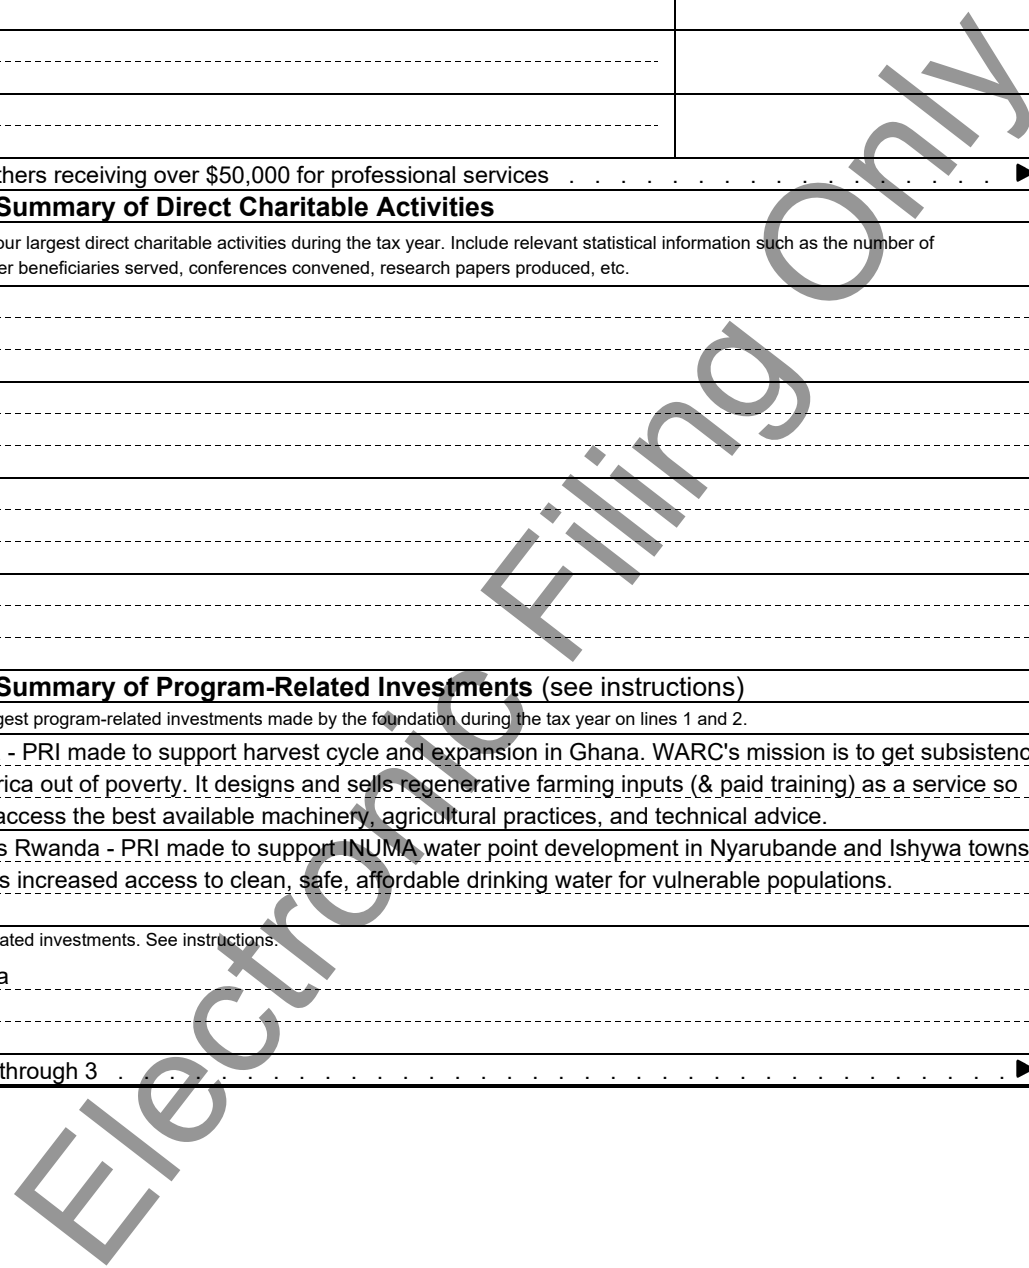 thers receiving over $50,000 for professional services . . . . . . . . . . . . . . . . . ▶
Summary of Direct Charitable Activities
our largest direct charitable activities during the tax year. Include relevant statistical information such as the number of
er beneficiaries served, conferences convened, research papers produced, etc.
Summary of Program-Related Investments (see instructions)
gest program-related investments made by the foundation during the tax year on lines 1 and 2.
- PRI made to support harvest cycle and expansion in Ghana. WARC's mission is to get subsistenc
rica out of poverty. It designs and sells regenerative farming inputs (& paid training) as a service so
access the best available machinery, agricultural practices, and technical advice.
s Rwanda - PRI made to support INUMA water point development in Nyarubande and Ishywa towns
s increased access to clean, safe, affordable drinking water for vulnerable populations.
ated investments. See instructions.
a
through 3 . . . . . . . . . . . . . . . . . . . . . . . . . . . . . . . . . . . ▶
Electronic Filing Only